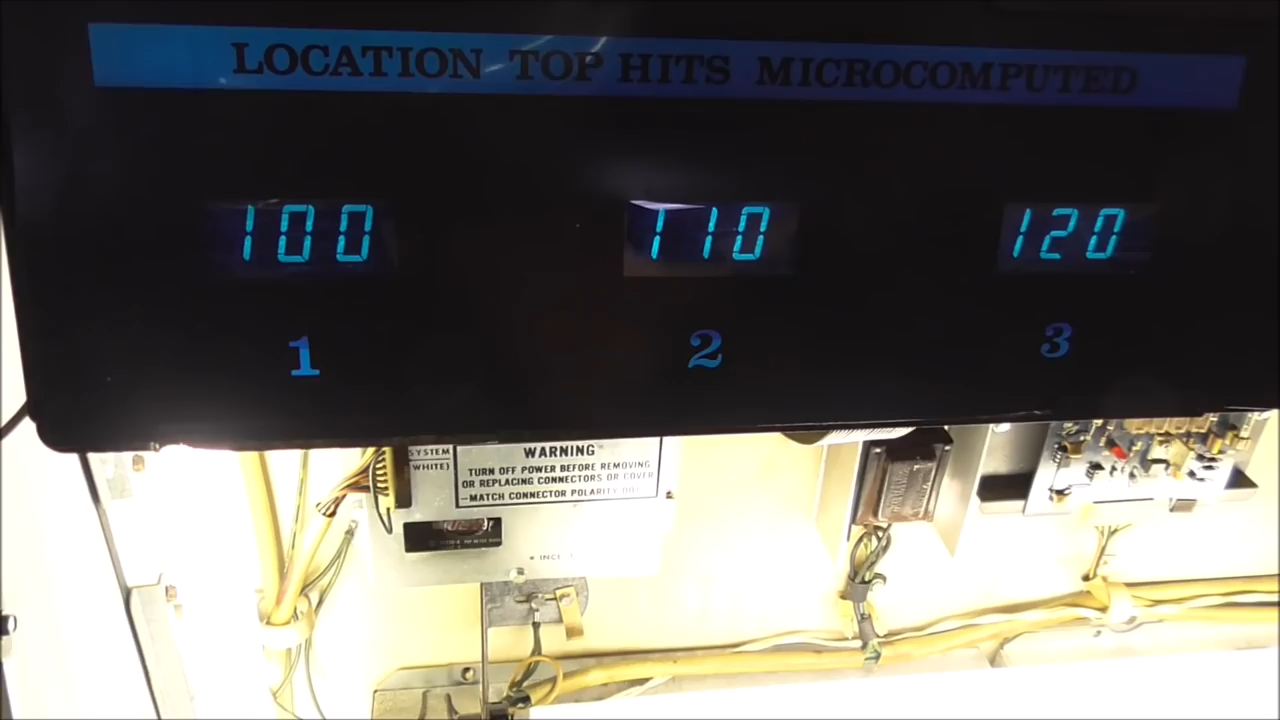 LOCATION TOP HITS MICROCOMPUTED
100 110 120
1 2 3
SYSTEM
WHITE)
WARNING
TURN OFF POWER BEFORE REMOVING
OR REPLACING CONNECTORS OR COVER
—MATCH CONNECTOR POLARITY